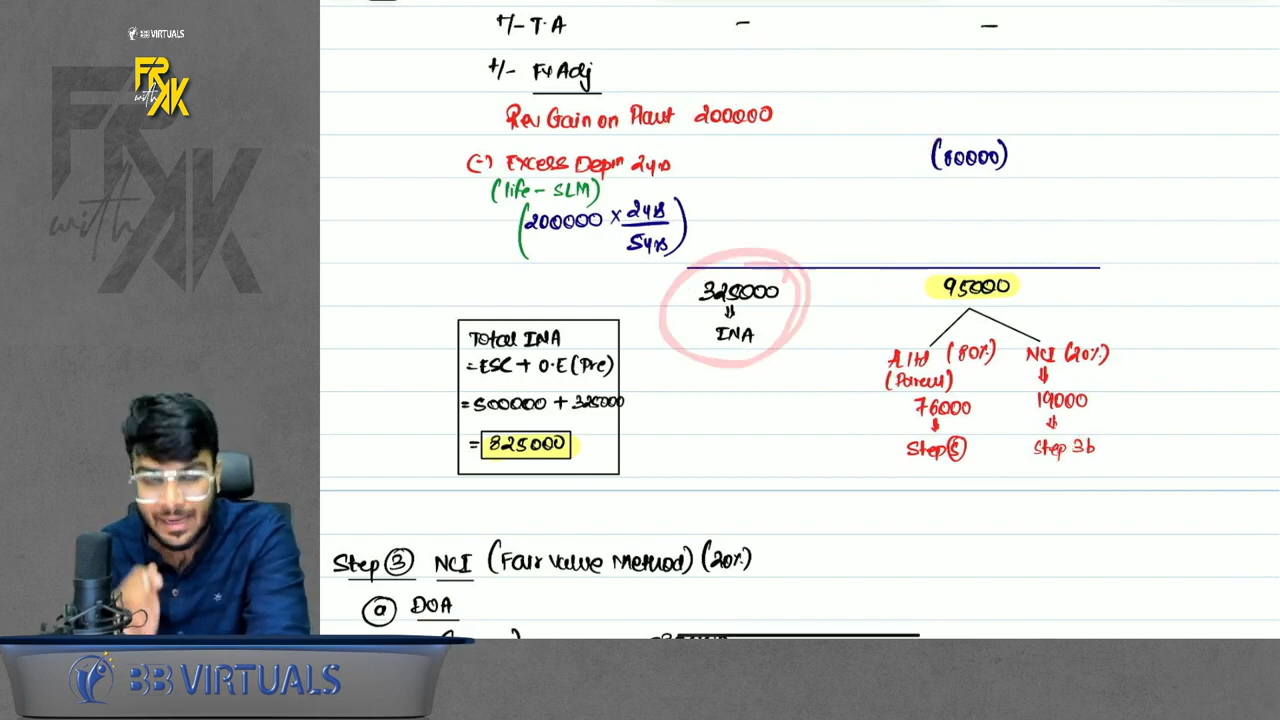 BB VIRTUALS
FR
with
KK
+/- T.A — —
+/- FV Adj
Rev Gain on Plant 200000
(-) Excess Depn 2yrs (80000)
(life - SLM)
(200000 × 2yrs/5yrs)
325000 95000
INA
Total INA
= ESC + O.E (Pre)
= 500000 + 325000
= 825000
A ltd (80%) NCI (20%)
(Parent)
76000 19000
Step 5 Step 3b
Step 3 NCI (Fair Value Method) (20%)
a DOA
BB VIRTUALS